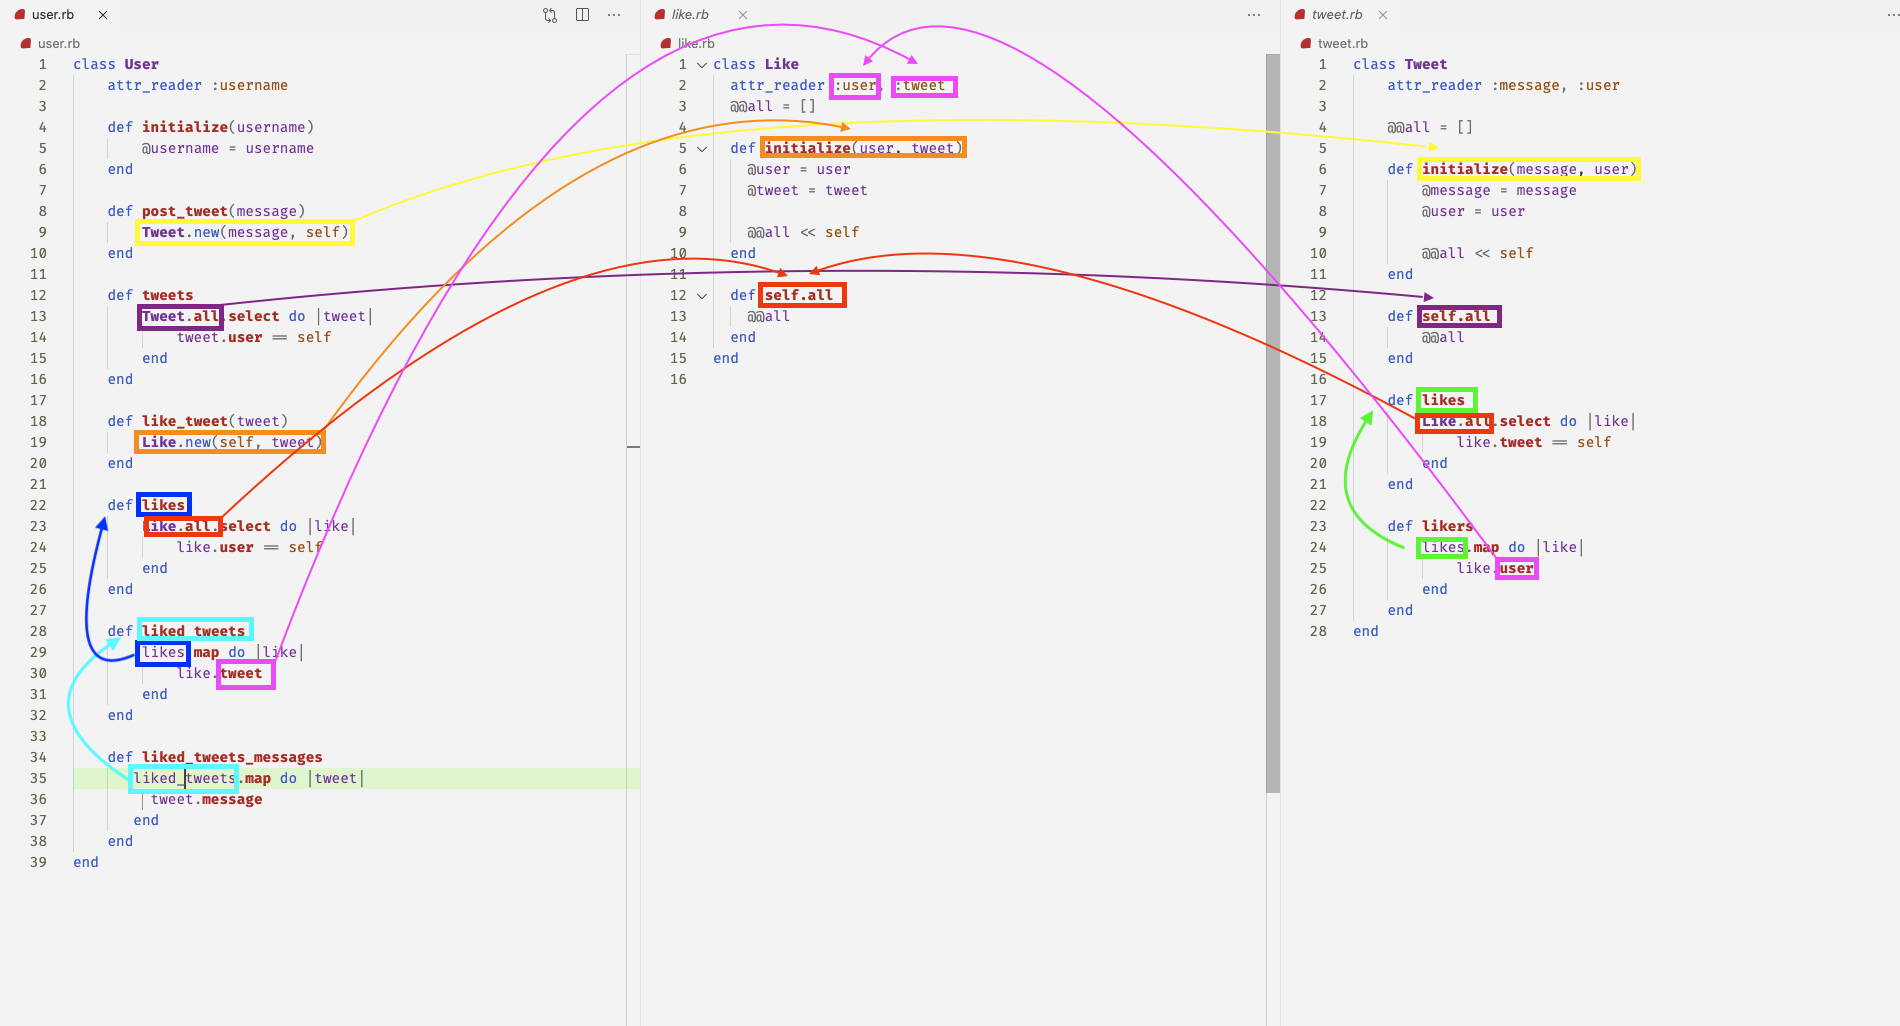 user.rb
user.rb
1 class User
2 attr_reader :username
3
4 def initialize(username)
5 @username = username
6 end
7
8 def post_tweet(message)
9 Tweet.new(message, self)
10 end
11
12 def tweets
13 Tweet.all.select do |tweet|
14 tweet.user == self
15 end
16 end
17
18 def like_tweet(tweet)
19 Like.new(self, tweet)
20 end
21
22 def likes
23 Like.all.select do |like|
24 like.user == self
25 end
26 end
27
28 def liked_tweets
29 likes.map do |like|
30 like.tweet
31 end
32 end
33
34 def liked_tweets_messages
35 liked_tweets.map do |tweet|
36 tweet.message
37 end
38 end
39 end
like.rb
like.rb
1 class Like
2 attr_reader :user, :tweet
3 @@all = []
4
5 def initialize(user, tweet)
6 @user = user
7 @tweet = tweet
8
9 @@all << self
10 end
11
12 def self.all
13 @@all
14 end
15 end
16
tweet.rb
tweet.rb
1 class Tweet
2 attr_reader :message, :user
3
4 @@all = []
5
6 def initialize(message, user)
7 @message = message
8 @user = user
9
10 @@all << self
11 end
12
13 def self.all
14 @@all
15 end
16
17 def likes
18 Like.all.select do |like|
19 like.tweet == self
20 end
21 end
22
23 def likers
24 likes.map do |like|
25 like.user
26 end
27 end
28 end